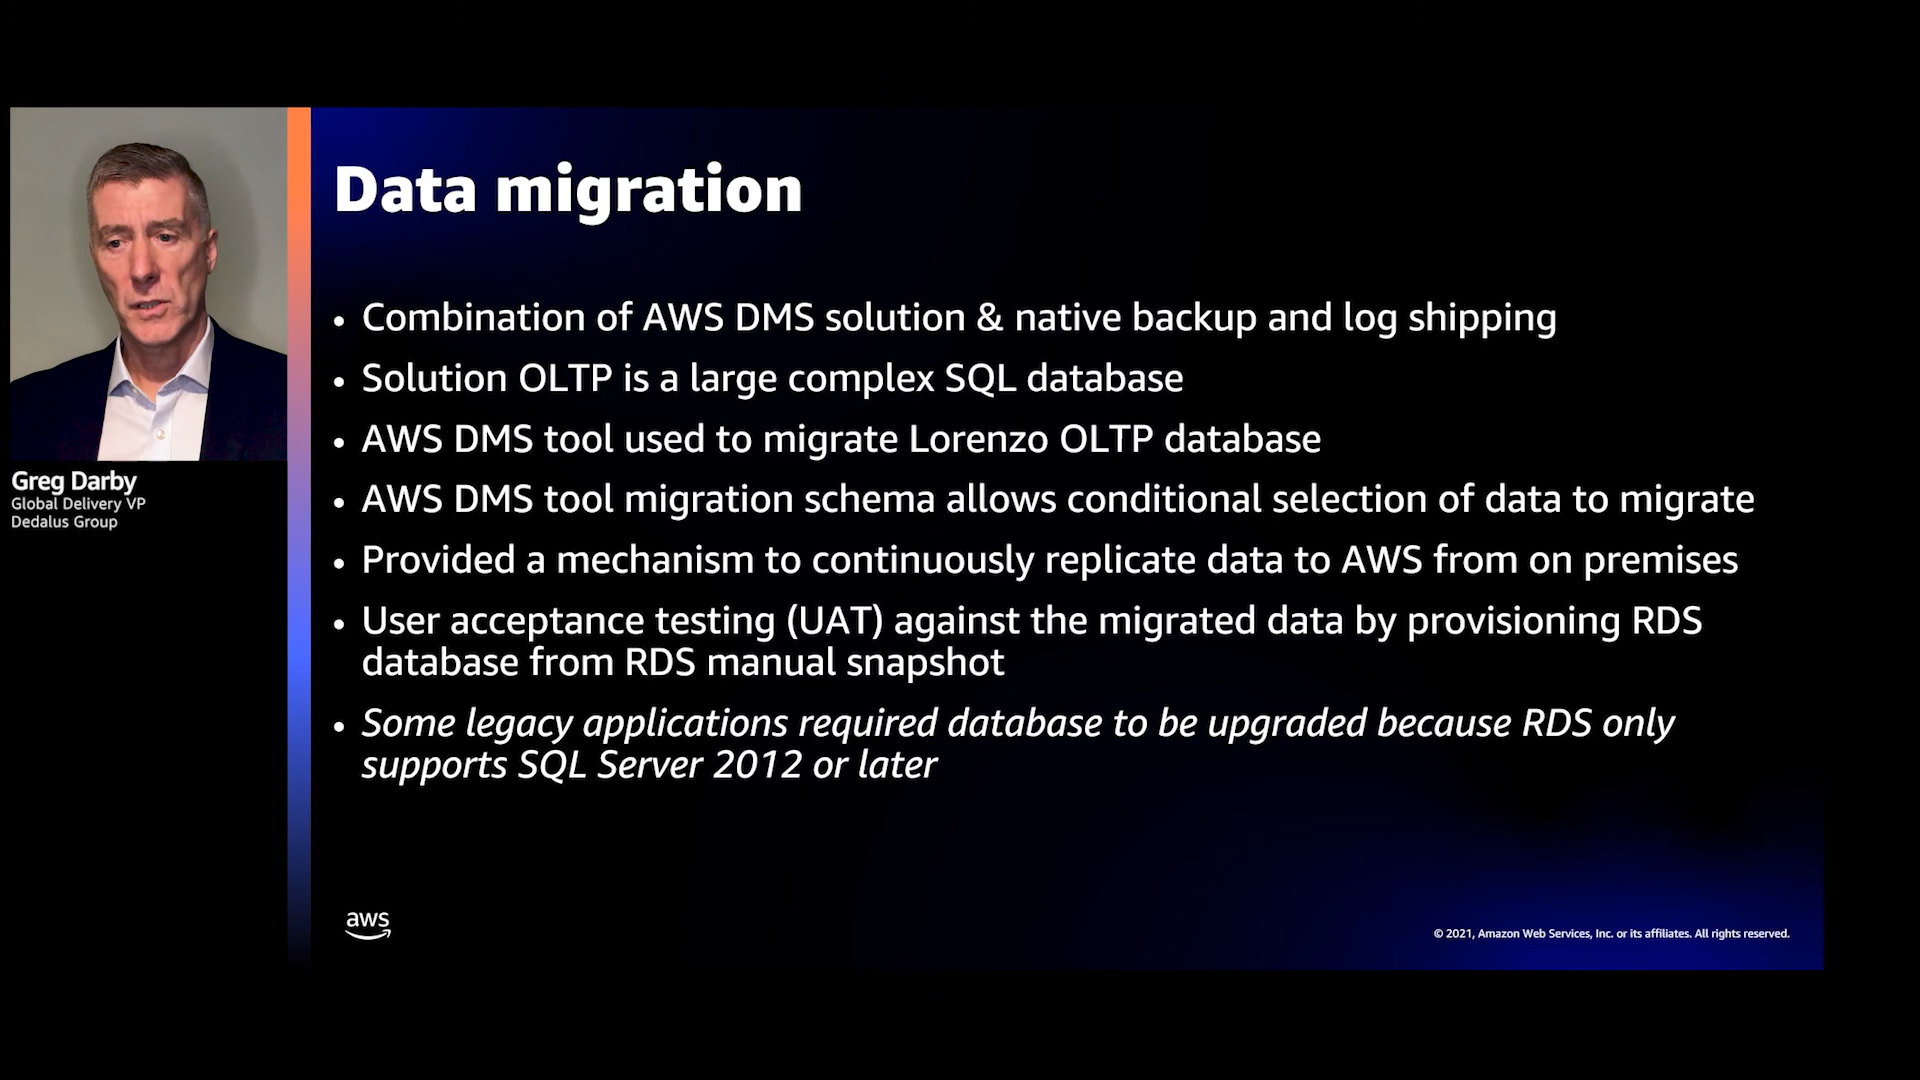 Data migration
• Combination of AWS DMS solution & native backup and log shipping
• Solution OLTP is a large complex SQL database
• AWS DMS tool used to migrate Lorenzo OLTP database
• AWS DMS tool migration schema allows conditional selection of data to migrate
• Provided a mechanism to continuously replicate data to AWS from on premises
• User acceptance testing (UAT) against the migrated data by provisioning RDS
database from RDS manual snapshot
• Some legacy applications required database to be upgraded because RDS only
supports SQL Server 2012 or later
Greg Darby
Global Delivery VP
Dedalus Group
aws
© 2021, Amazon Web Services, Inc. or its affiliates. All rights reserved.